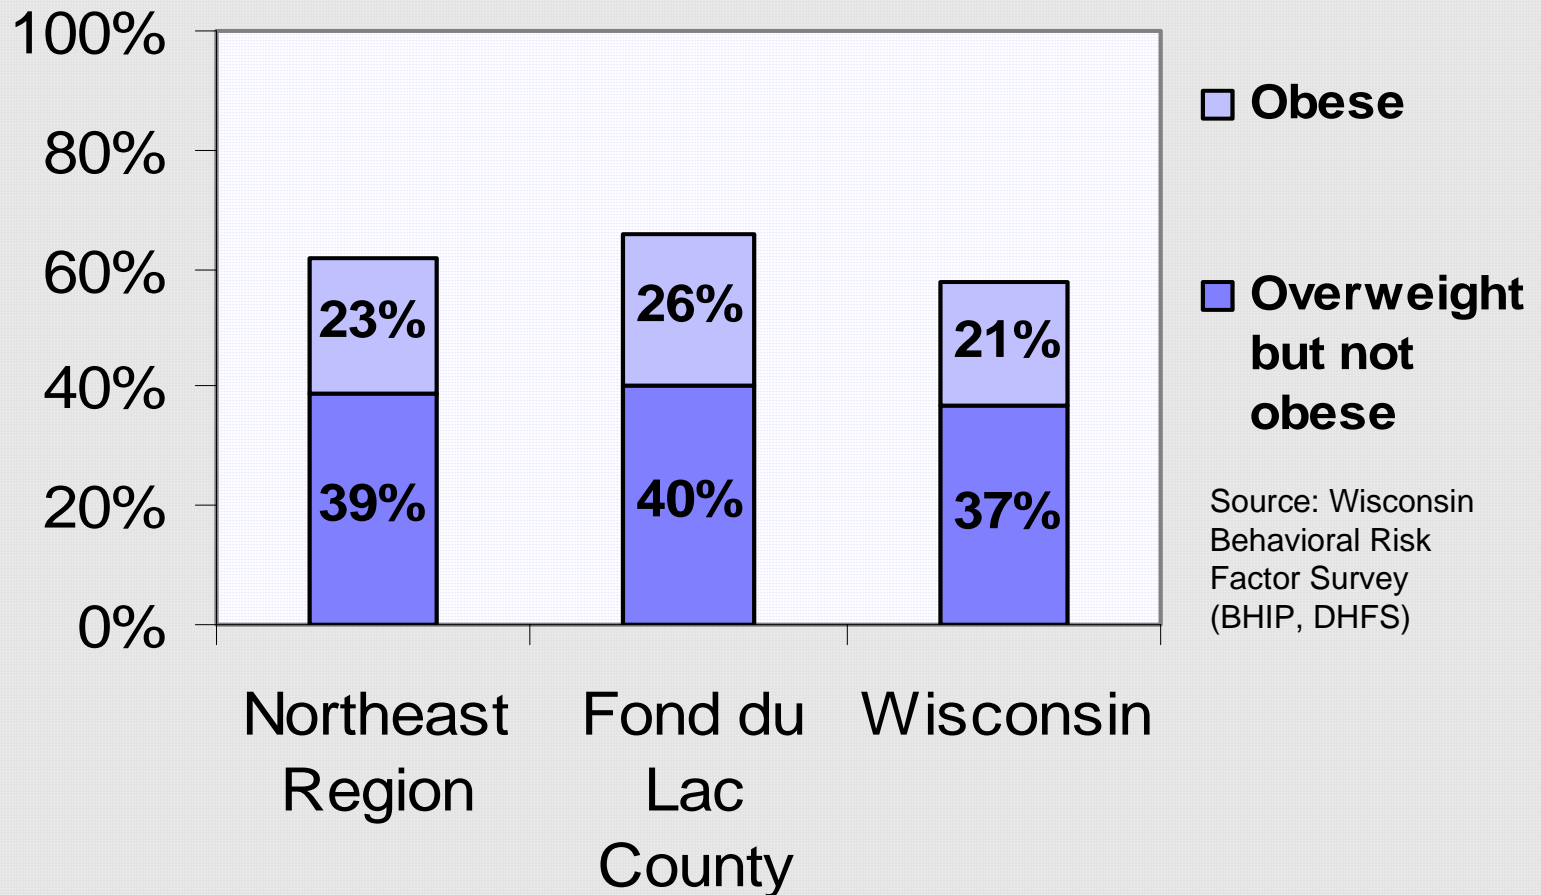 100%
80%
60%
40%
20%
0%
23%
39%
26%
40%
21%
37%
Northeast
Region
Fond du
Lac
County
Wisconsin
Obese
Overweight
but not
obese
Source: Wisconsin
Behavioral Risk
Factor Survey
(BHIP, DHFS)